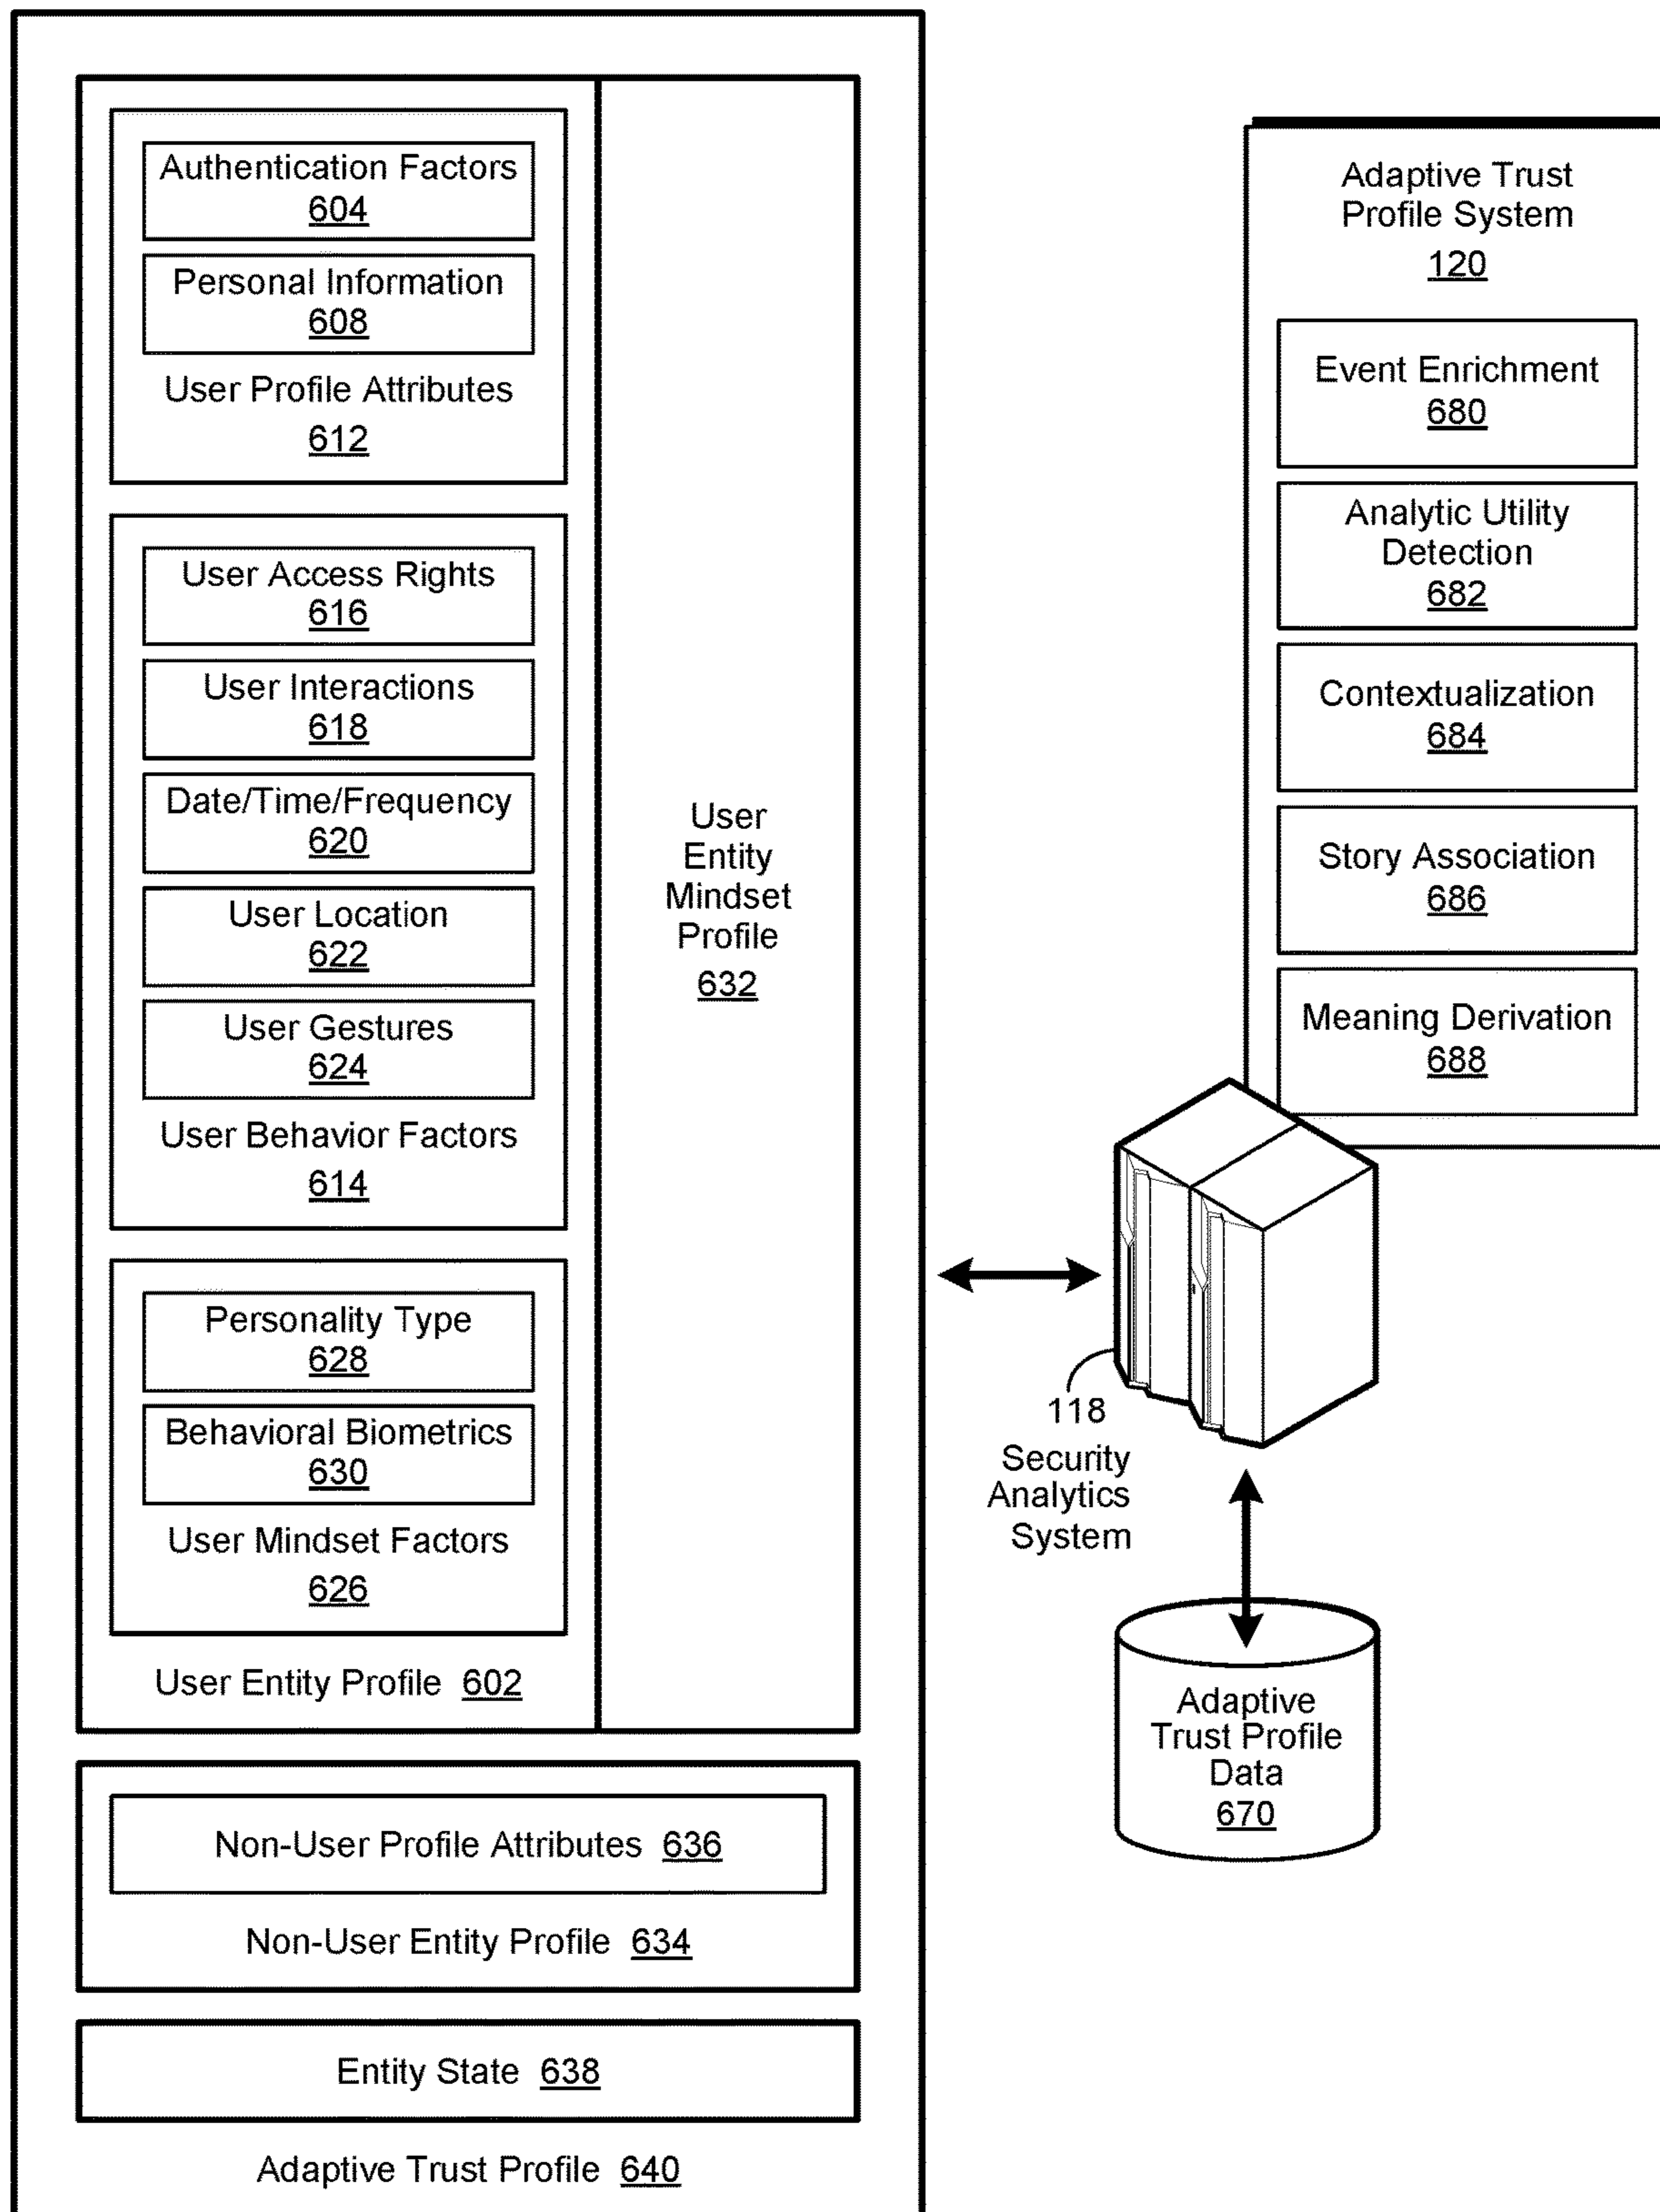 Authentication Factors
604
Personal Information
608
User Profile Attributes
612
User Access Rights
616
User Interactions
618
Date/Time/Frequency
620
User Location
622
User Gestures
624
User Behavior Factors
614
Personality Type
628
Behavioral Biometrics
630
User Mindset Factors
626
User Entity Profile 602
User
Entity
Mindset
Profile
632
Non-User Profile Attributes 636
Non-User Entity Profile 634
Entity State 638
Adaptive Trust Profile 640
Adaptive Trust
Profile System
120
Event Enrichment
680
Analytic Utility
Detection
682
Contextualization
684
Story Association
686
Meaning Derivation
688
118
Security
Analytics
System
Adaptive
Trust Profile
Data
670